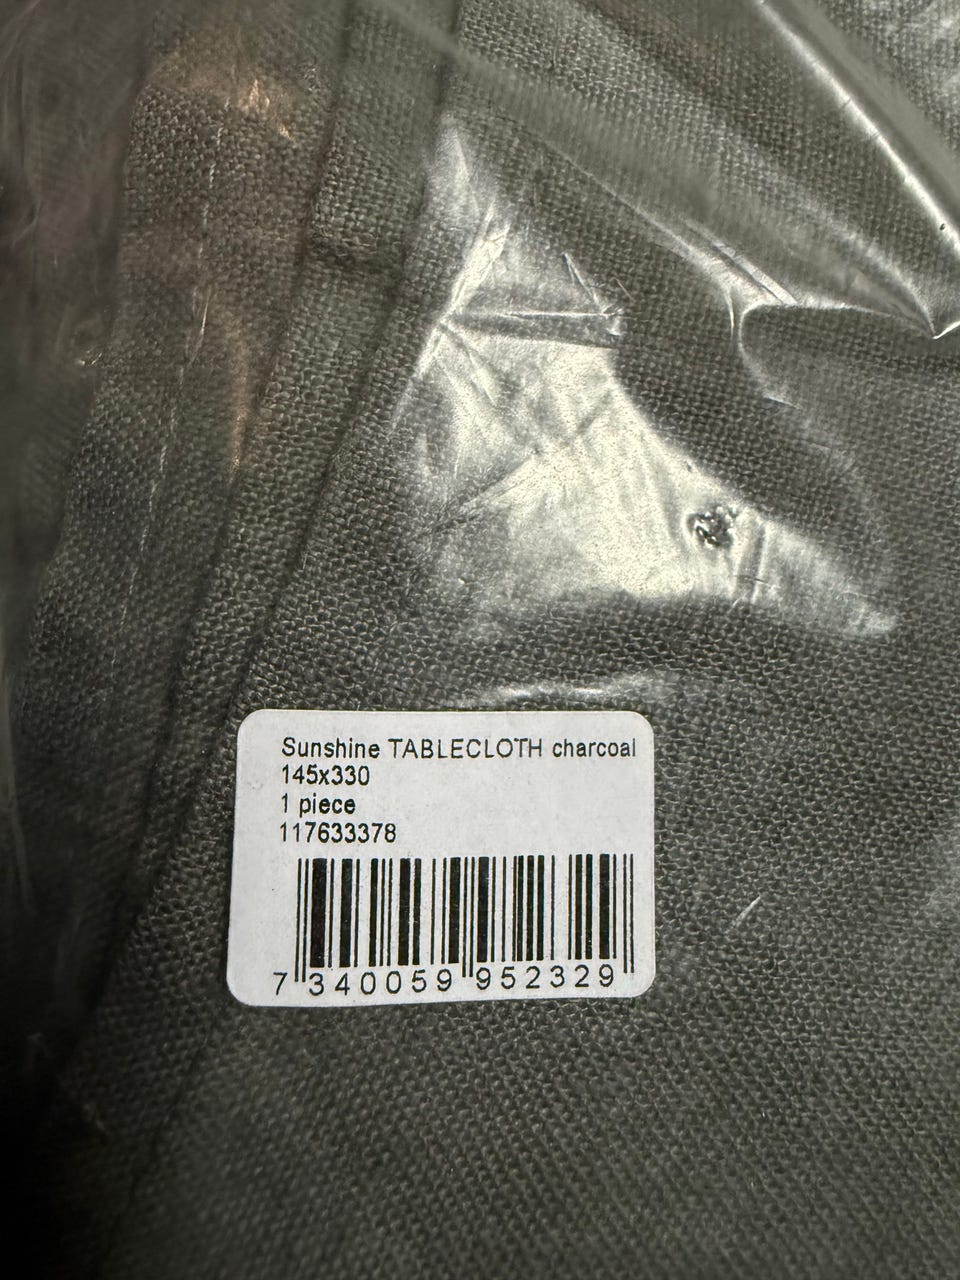 Sunshine TABLECLOTH charcoal
145x330
1 piece
117633378
7 340059 952329